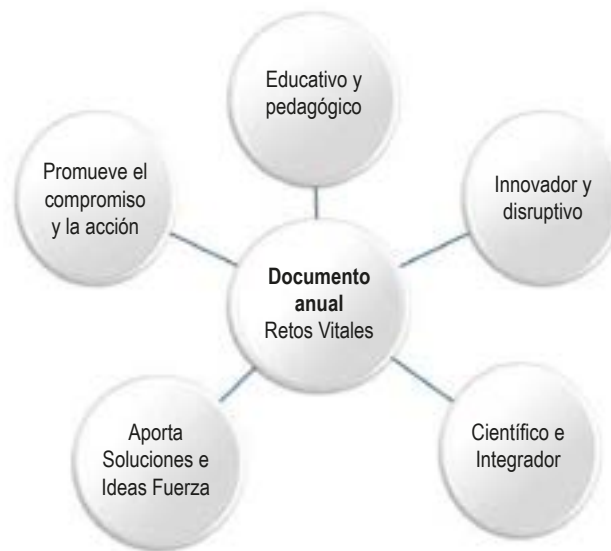 Educativo y
pedagógico
Promueve el
compromiso
y la acción
Innovador y
disruptivo
Documento
anual
Retos Vitales
Aporta
Soluciones e
Ideas Fuerza
Científico e
Integrador